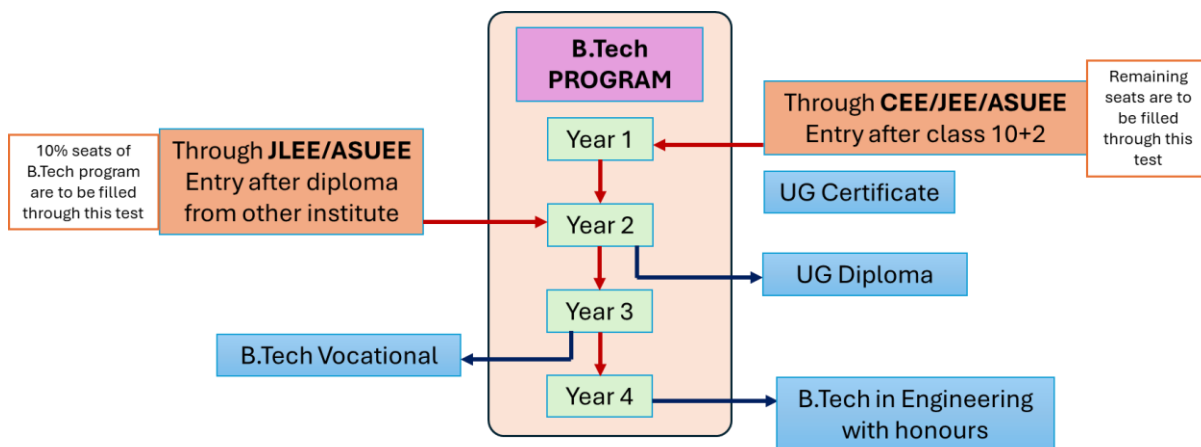 B.Tech
PROGRAM
Through CEE/JEE/ASUEE
Entry after class 10+2
Remaining
seats are to
be filled
through this
test
10% seats of
B.Tech program
are to be filled
through this test
Through JLEE/ASUEE
Entry after diploma
from other institute
Year 1
UG Certificate
Year 2
UG Diploma
Year 3
B.Tech Vocational
Year 4
B.Tech in Engineering
with honours